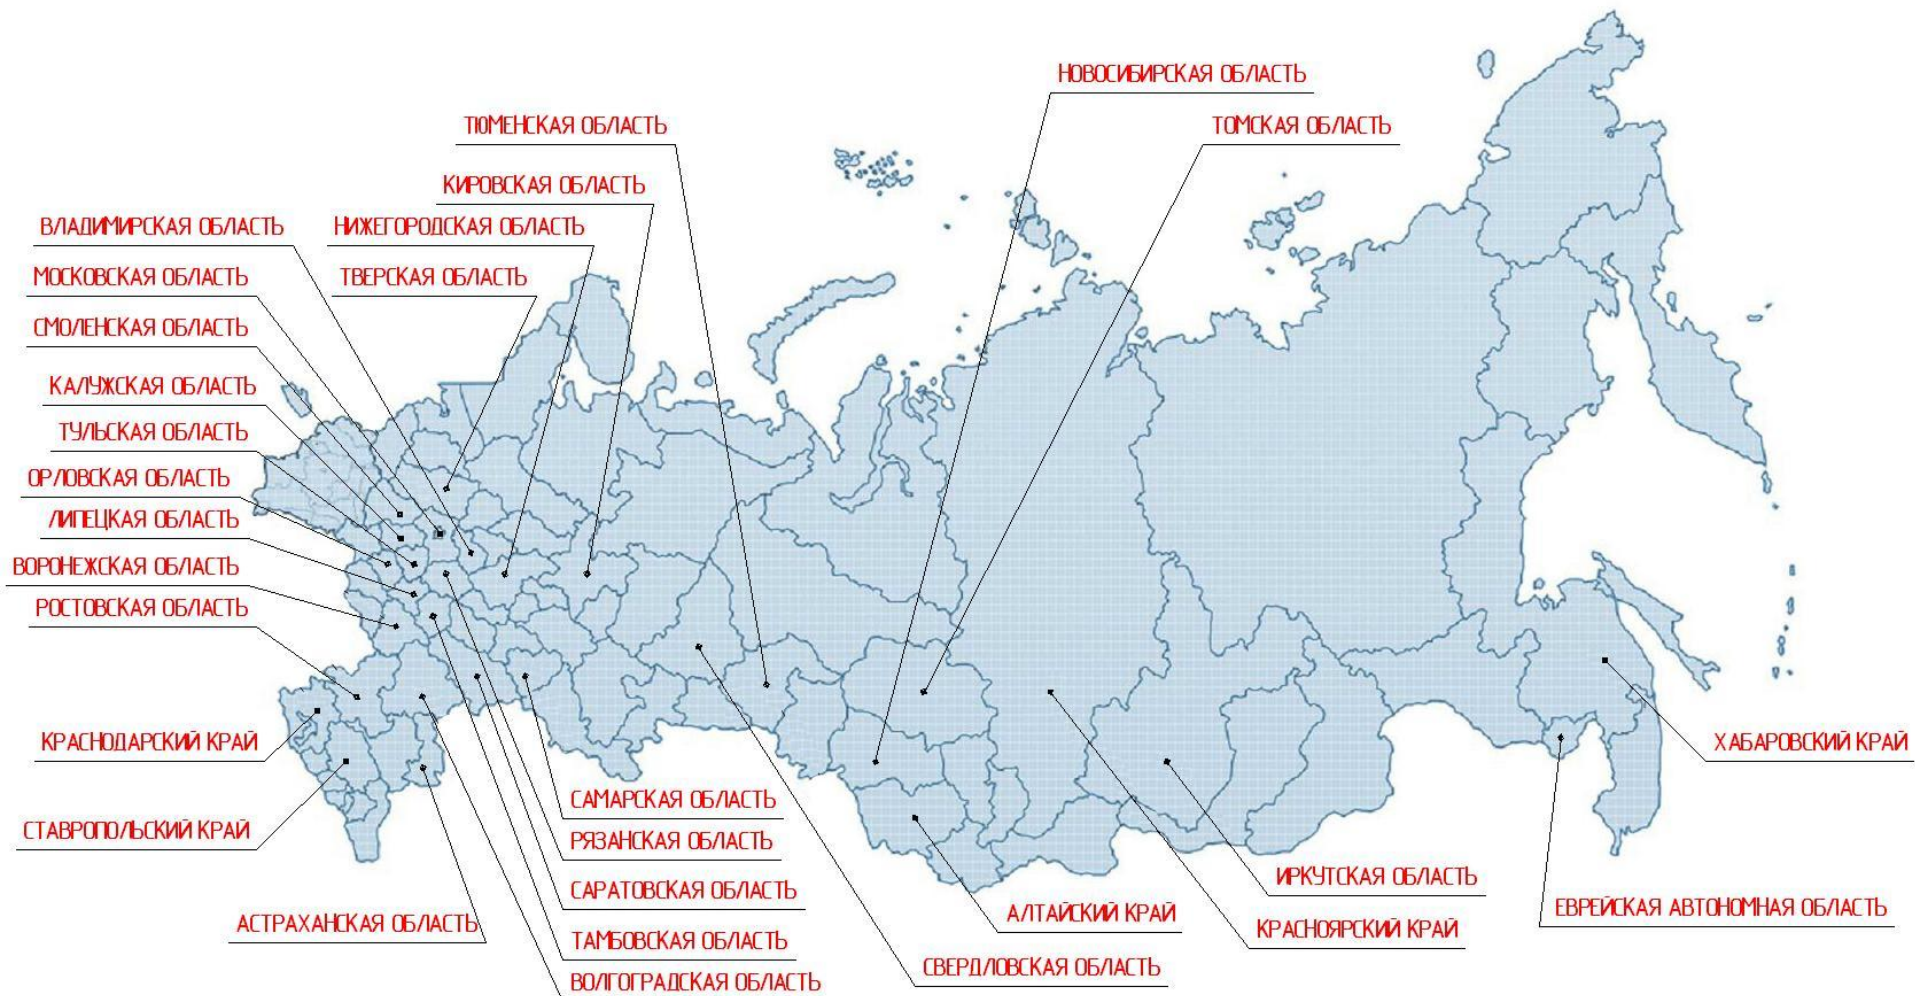 НОВОСИБИРСКАЯ ОБЛАСТЬ
ТЮМЕНСКАЯ ОБЛАСТЬ
ТОМСКАЯ ОБЛАСТЬ
КИРОВСКАЯ ОБЛАСТЬ
ВЛАДИМИРСКАЯ ОБЛАСТЬ
НИЖЕГОРОДСКАЯ ОБЛАСТЬ
МОСКОВСКАЯ ОБЛАСТЬ
ТВЕРСКАЯ ОБЛАСТЬ
СМОЛЕНСКАЯ ОБЛАСТЬ
КАЛУЖСКАЯ ОБЛАСТЬ
ТУЛЬСКАЯ ОБЛАСТЬ
ОРЛОВСКАЯ ОБЛАСТЬ
ЛИПЕЦКАЯ ОБЛАСТЬ
ВОРОНЕЖСКАЯ ОБЛАСТЬ
РОСТОВСКАЯ ОБЛАСТЬ
КРАСНОДАРСКИЙ КРАЙ
ХАБАРОВСКИЙ КРАЙ
САМАРСКАЯ ОБЛАСТЬ
СТАВРОПОЛЬСКИЙ КРАЙ
РЯЗАНСКАЯ ОБЛАСТЬ
ИРКУТСКАЯ ОБЛАСТЬ
САРАТОВСКАЯ ОБЛАСТЬ
ЕВРЕЙСКАЯ АВТОНОМНАЯ ОБЛАСТЬ
АЛТАЙСКИЙ КРАЙ
АСТРАХАНСКАЯ ОБЛАСТЬ
КРАСНОЯРСКИЙ КРАЙ
ТАМБОВСКАЯ ОБЛАСТЬ
СВЕРДЛОВСКАЯ ОБЛАСТЬ
ВОЛГОГРАДСКАЯ ОБЛАСТЬ